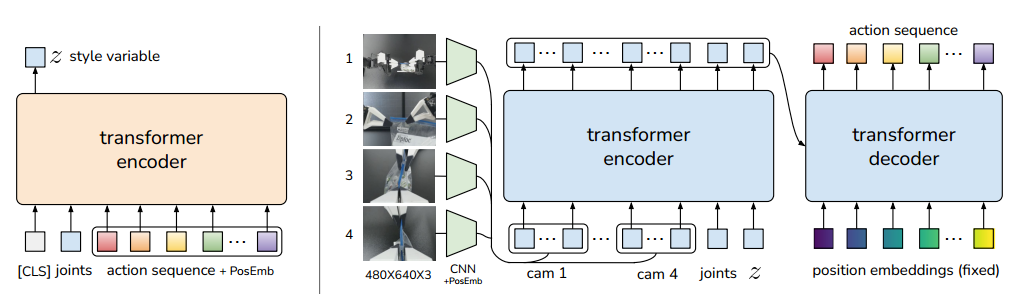 z style variable
transformer
encoder
[CLS] joints action sequence + PosEmb
1
2
3
4
480X640X3
CNN
+PosEmb
transformer
encoder
cam 1
cam 4
joints
z
action sequence
transformer
decoder
position embeddings (fixed)